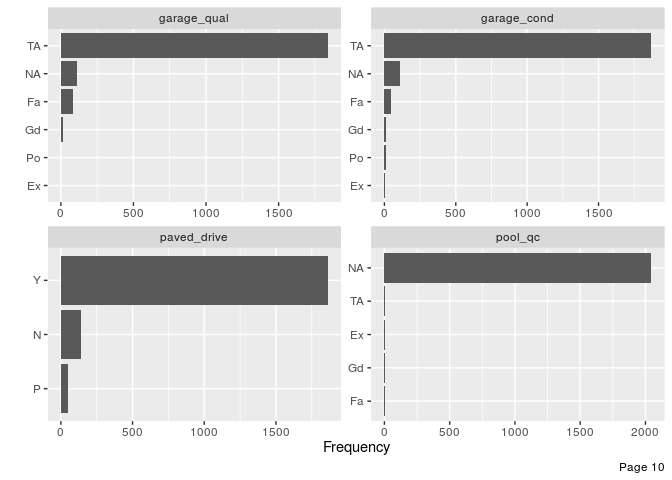 garage_qual
garage_cond
TA
NA
Fa
Gd
Po
Ex
0 500 1000 1500
TA
NA
Fa
Gd
Po
Ex
0 500 1000 1500
paved_drive
pool_qc
Y
N
P
0 500 1000 1500
NA
TA
Ex
Gd
Fa
0 500 1000 1500 2000
Frequency
Page 10